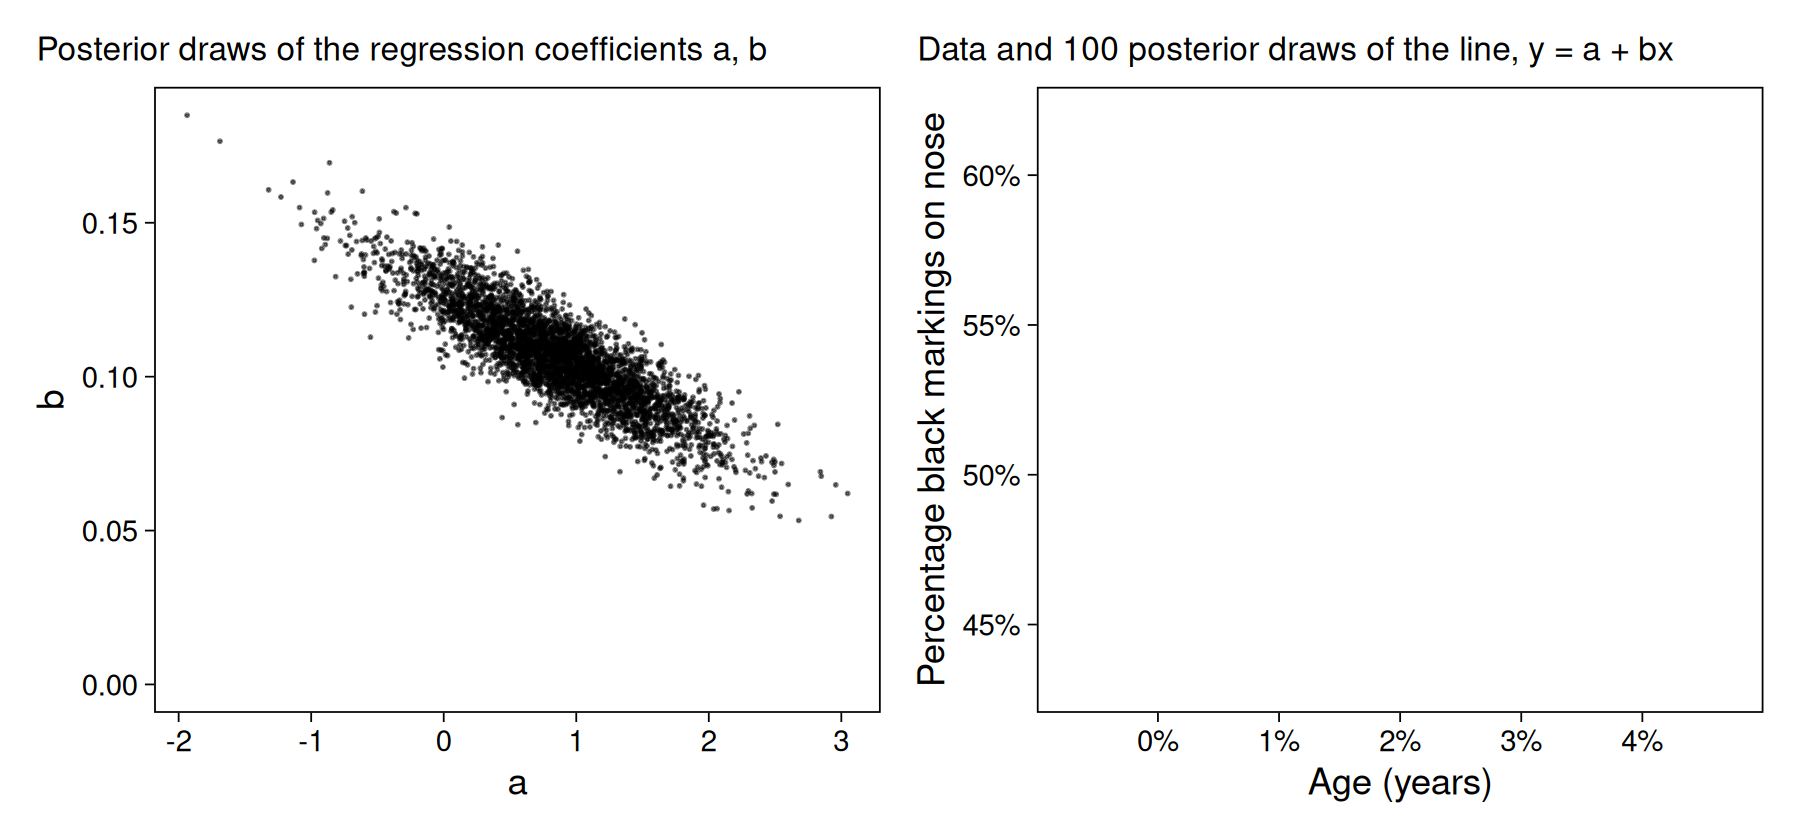 Posterior draws of the regression coefficients a, b
0.15
0.10
0.05
0.00
b
-2 -1 0 1 2 3
a
Data and 100 posterior draws of the line, y = a + bx
Percentage black markings on nose
60%
55%
50%
45%
0% 1% 2% 3% 4%
Age (years)